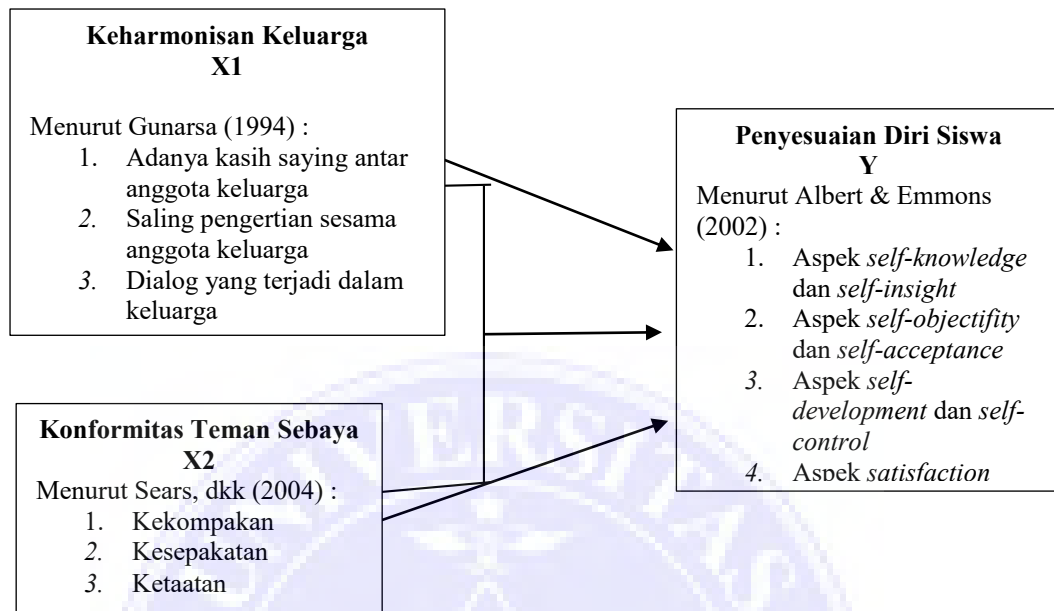 Keharmonisan Keluarga
X1
Menurut Gunarsa (1994) :
1. Adanya kasih saying antar
anggota keluarga
2. Saling pengertian sesama
anggota keluarga
3. Dialog yang terjadi dalam
keluarga
Konformitas Teman Sebaya
X2
Menurut Sears, dkk (2004) :
1. Kekompakan
2. Kesepakatan
3. Ketaatan
Penyesuaian Diri Siswa
Y
Menurut Albert & Emmons
(2002) :
1. Aspek self-knowledge
dan self-insight
2. Aspek self-objectifity
dan self-acceptance
3. Aspek self-
development dan self-
control
4. Aspek satisfaction
UNIVERSITAS